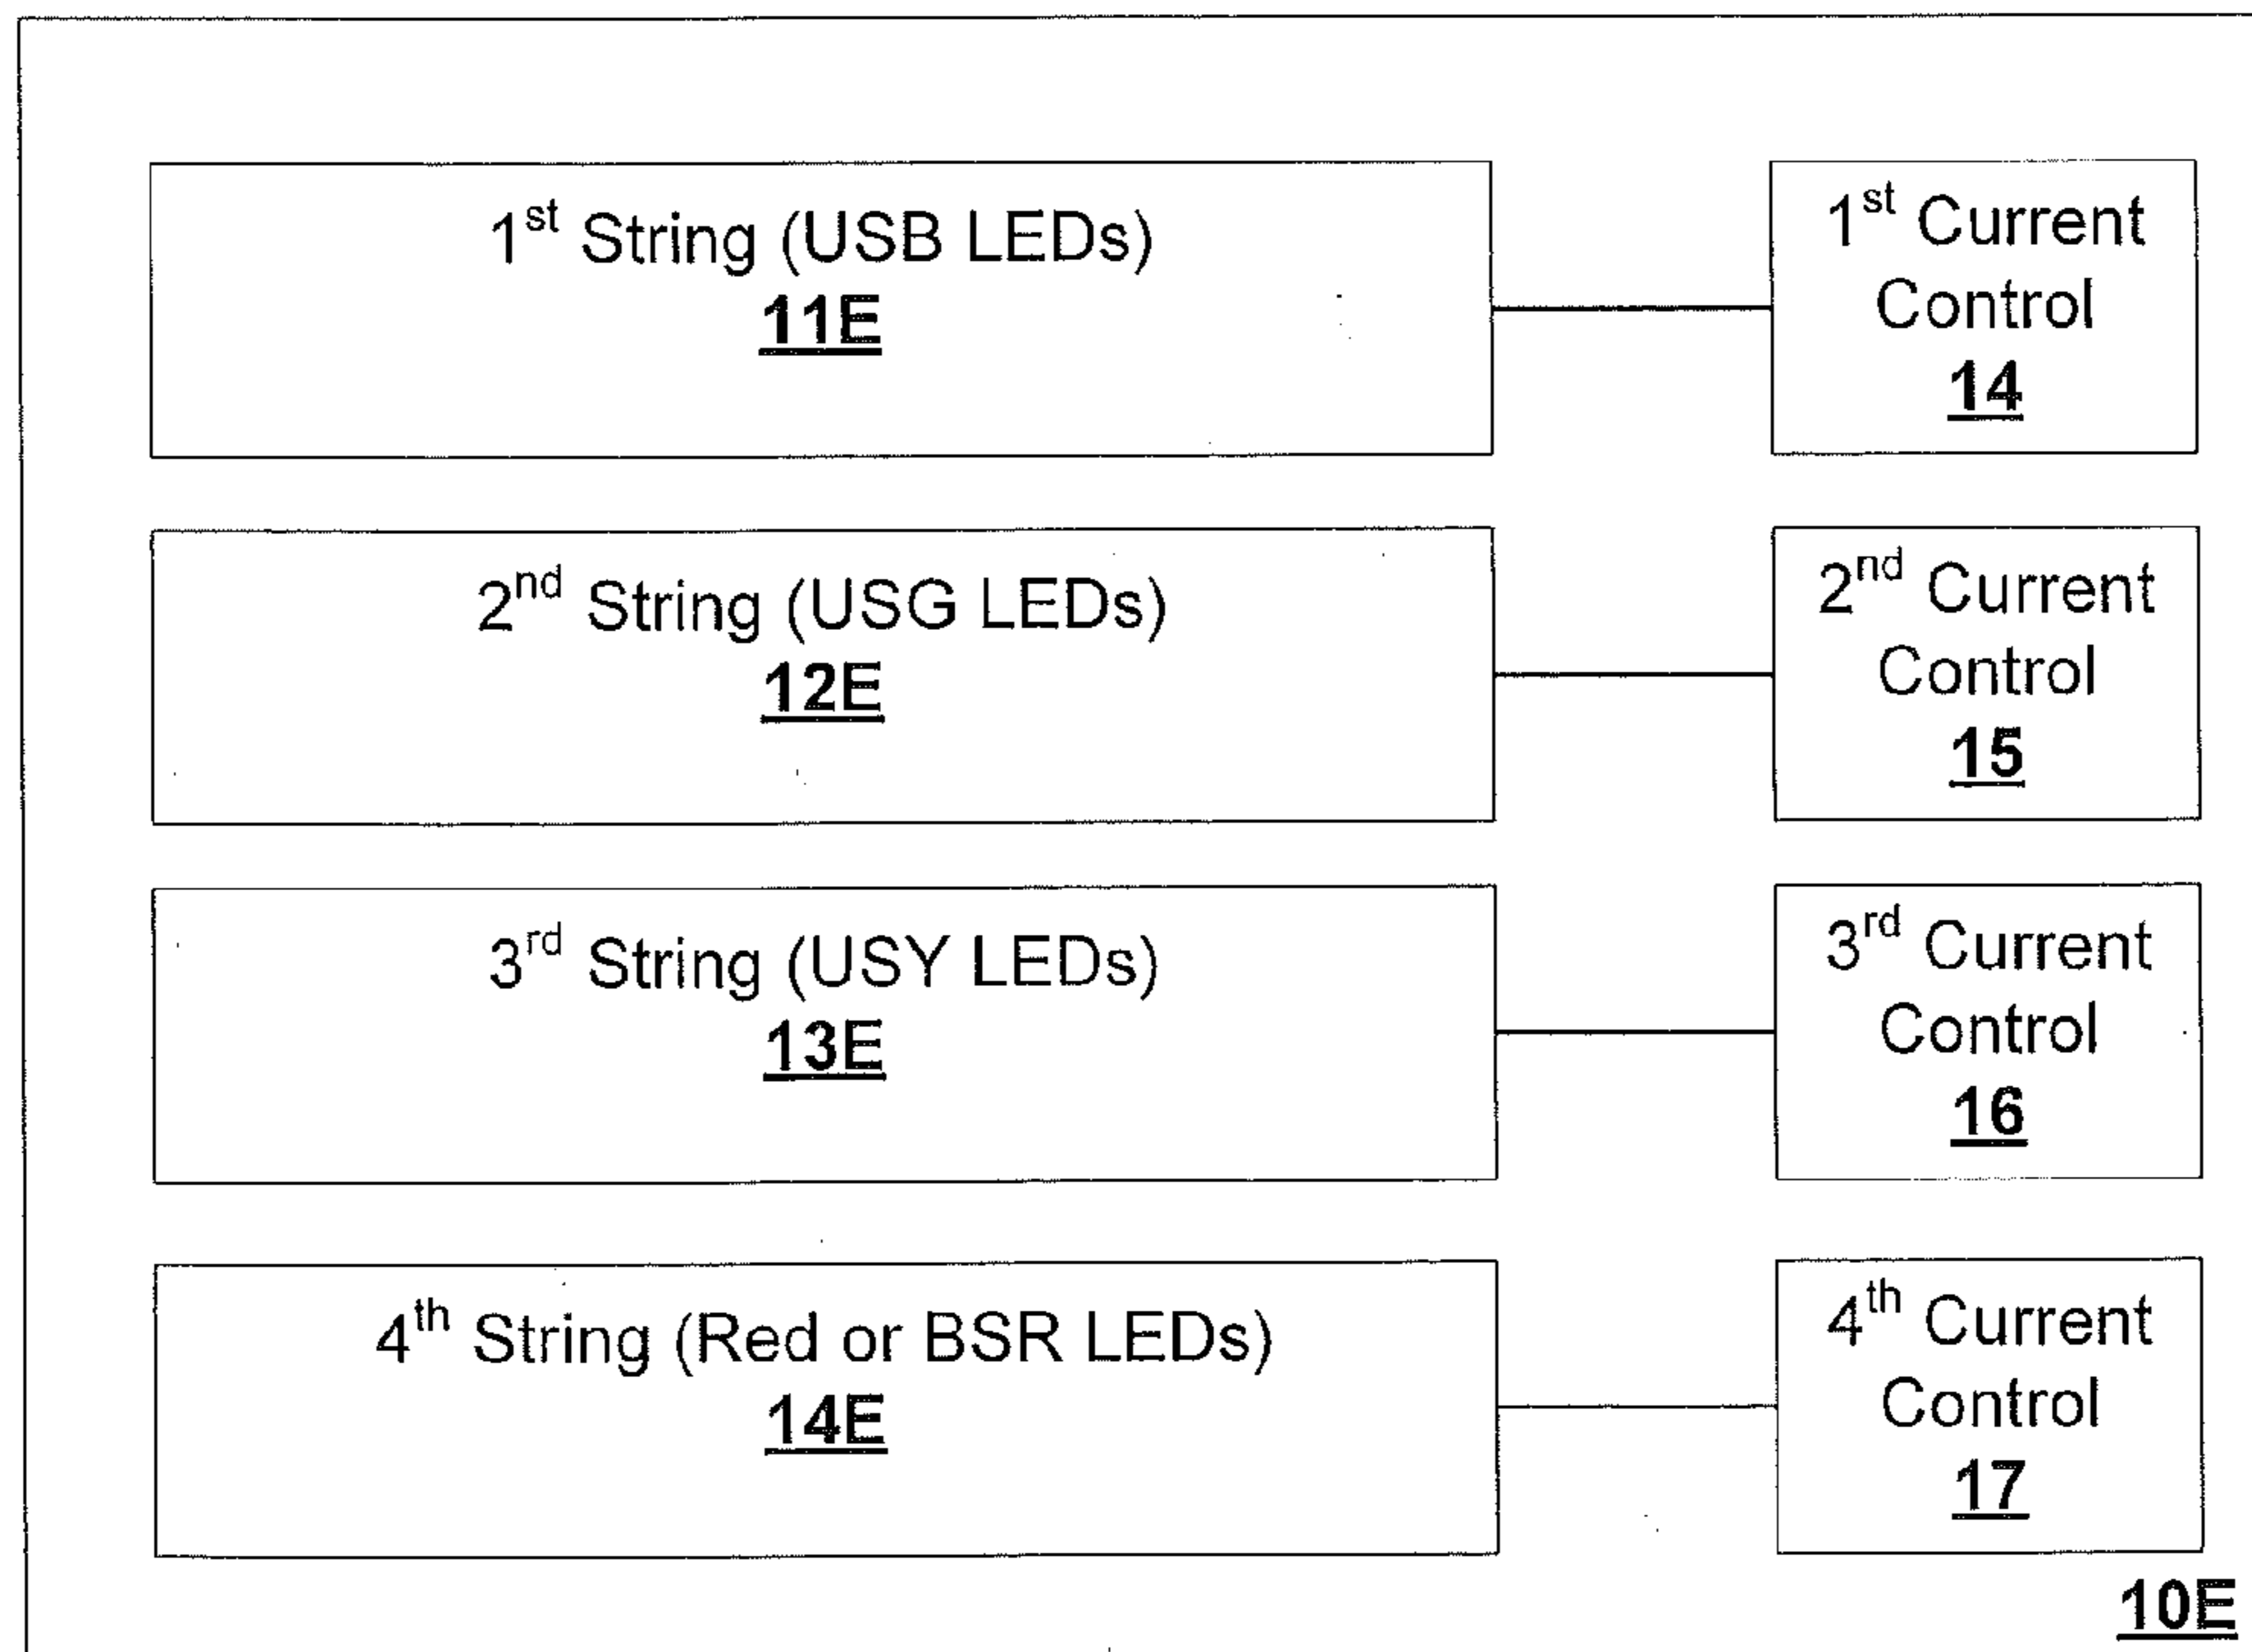 1st String (USB LEDs)
11E
1st Current
Control
14
2nd String (USG LEDs)
12E
2nd Current
Control
15
3rd String (USY LEDs)
13E
3rd Current
Control
16
4th String (Red or BSR LEDs)
14E
4th Current
Control
17
10E